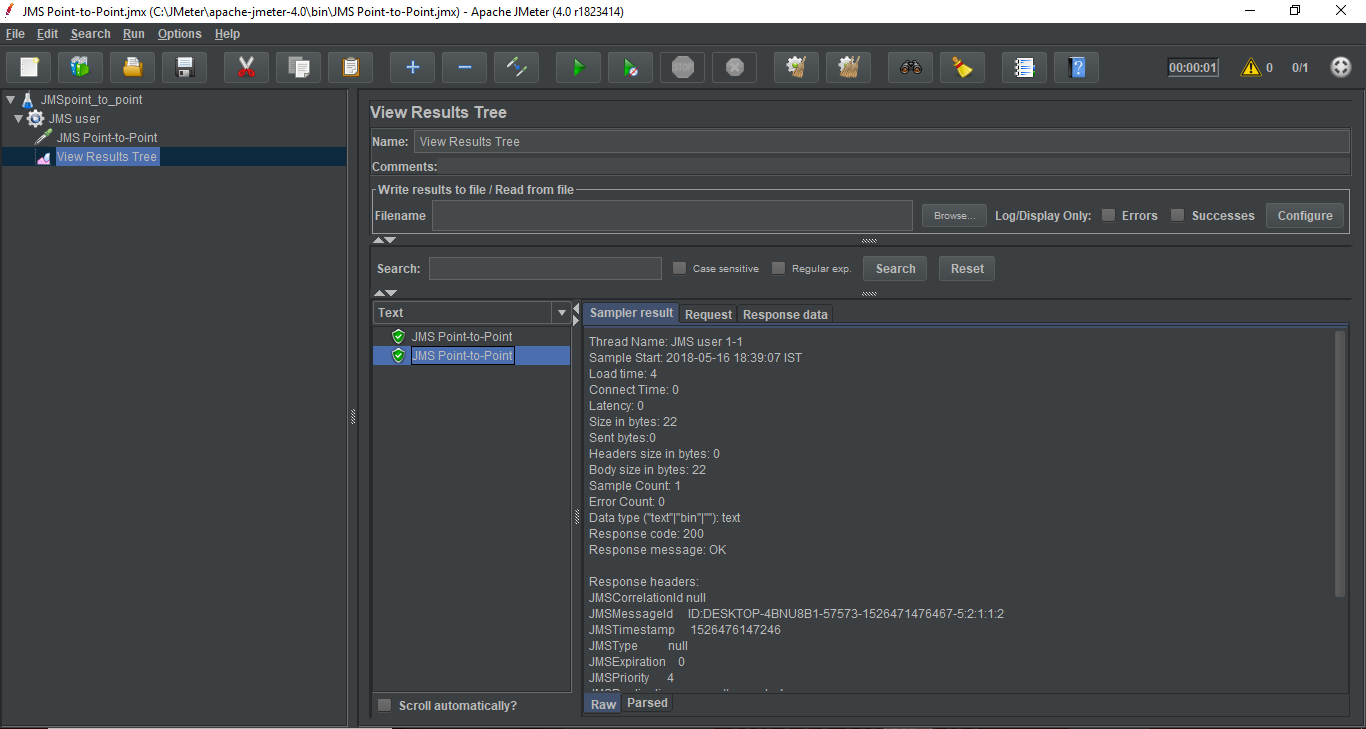 JMS Point-to-Point.jmx (C:\JMeter\apache-jmeter-4.0\bin\JMS Point-to-Point.jmx) - Apache JMeter (4.0 r1823414)
File Edit Search Run Options Help
STOP 00:00:01 0 0/1
JMSpoint_to_point
JMS user
JMS Point-to-Point
View Results Tree
View Results Tree
Name: View Results Tree
Comments:
Write results to file / Read from file
Filename Browse... Log/Display Only: Errors Successes Configure
Search: Case sensitive Regular exp. Search Reset
Text
JMS Point-to-Point
JMS Point-to-Point
Scroll automatically?
Sampler result Request Response data
Thread Name: JMS user 1-1
Sample Start: 2018-05-16 18:39:07 IST
Load time: 4
Connect Time: 0
Latency: 0
Size in bytes: 22
Sent bytes:0
Headers size in bytes: 0
Body size in bytes: 22
Sample Count: 1
Error Count: 0
Data type ("text"|"bin"|""): text
Response code: 200
Response message: OK
Response headers:
JMSCorrelationId null
JMSMessageId ID:DESKTOP-4BNU8B1-57573-1526471476467-5:2:1:1:2
JMSTimestamp 1526476147246
JMSType null
JMSExpiration 0
JMSPriority 4
Raw Parsed